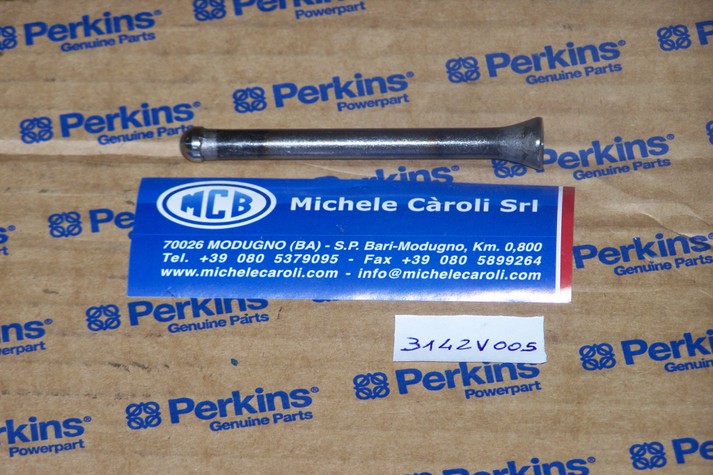 Perkins
Genuine Parts
Perkins
Powerpart
Perkins
Genuine Parts
Perkins
Powerpart
Perkins
Genuine Parts
Perkins
Genuine Parts
MCB
Michele Càroli Srl
70026 MODUGNO (BA) - S.P. Bari-Modugno, Km. 0,800
Tel. +39 080 5379095 - Fax +39 080 5899264
www.michelecaroli.com - info@michelecaroli.com
Perkins
Genuine Parts
Perkins
Genuine Parts
3142V005
Perkins
Genuine Parts
Perkins
Powerpart
Perkins
Genuine Parts
Perkins